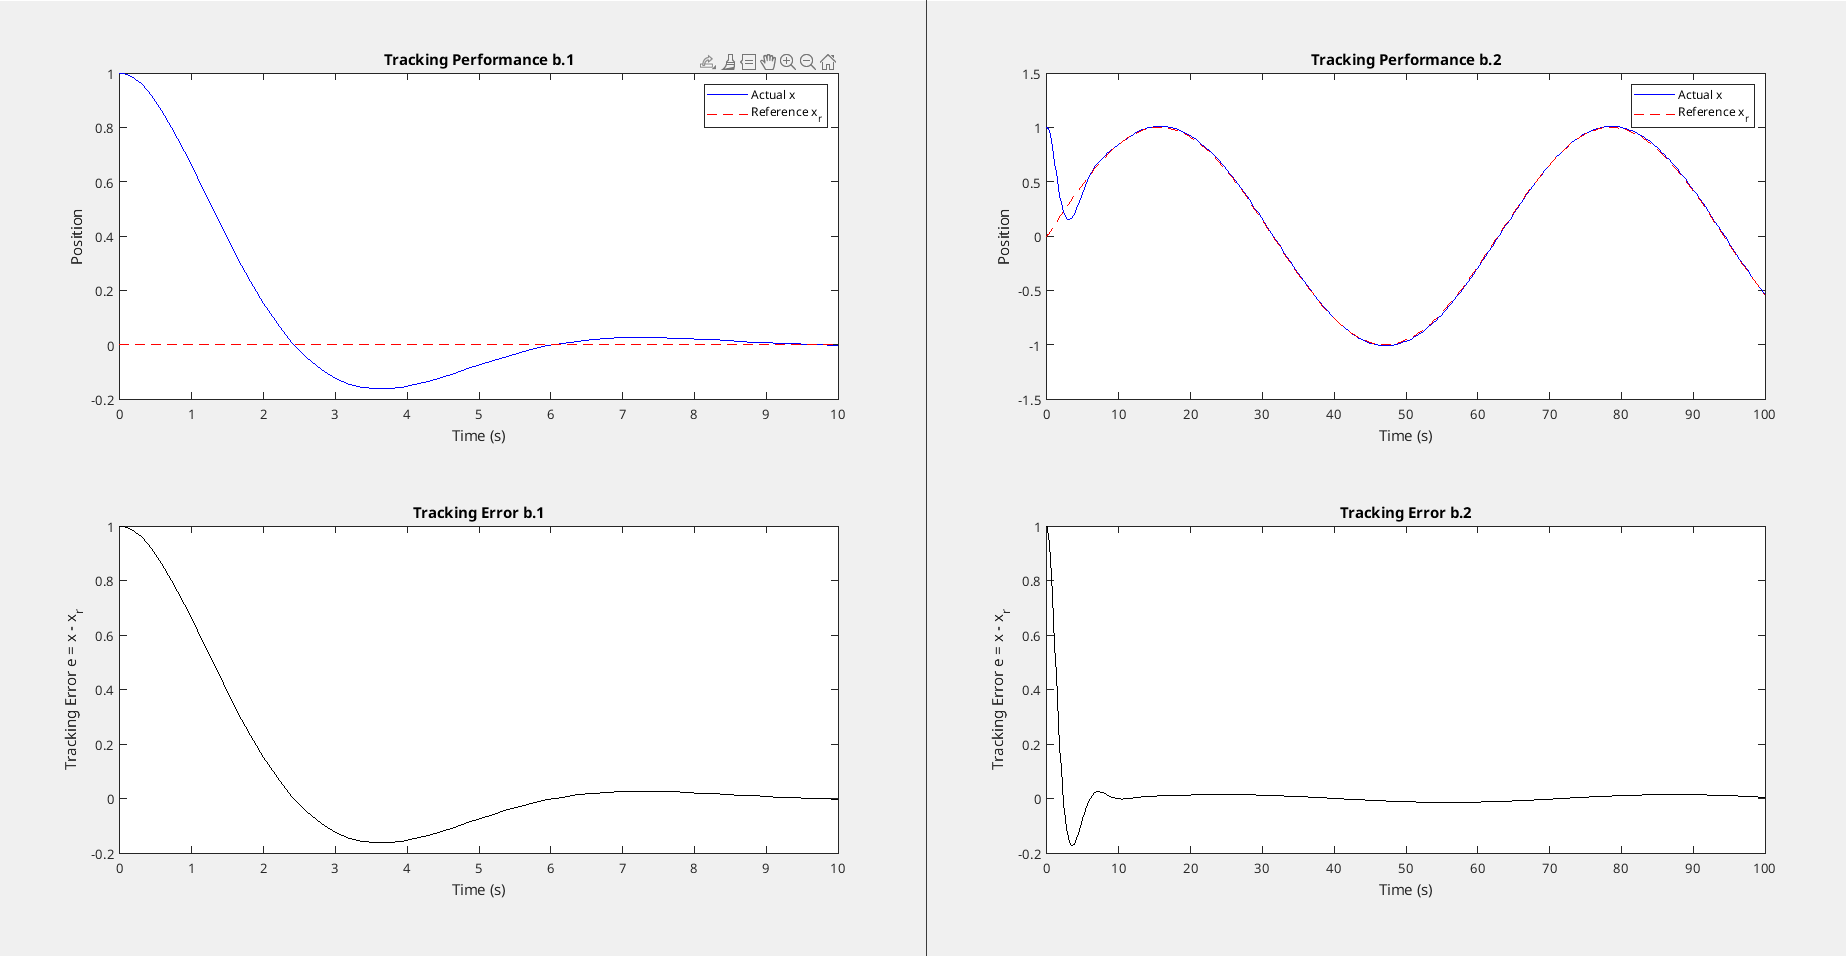 Tracking Performance b.1
Actual x
Reference x_r
1
0.8
0.6
0.4
0.2
0
-0.2
Position
0 1 2 3 4 5 6 7 8 9 10
Time (s)
Tracking Error b.1
1
0.8
0.6
0.4
0.2
0
-0.2
Tracking Error e = x - x_r
0 1 2 3 4 5 6 7 8 9 10
Time (s)
Tracking Performance b.2
Actual x
Reference x_r
1.5
1
0.5
0
-0.5
-1
-1.5
Position
0 10 20 30 40 50 60 70 80 90 100
Time (s)
Tracking Error b.2
1
0.8
0.6
0.4
0.2
0
-0.2
Tracking Error e = x - x_r
0 10 20 30 40 50 60 70 80 90 100
Time (s)